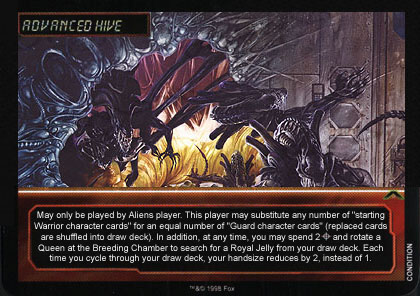 ADVANCED HIVE
May only be played by Aliens player. This player may substitute any number of "starting
Warrior character cards" for an equal number of "Guard character cards" (replaced cards
are shuffled into draw deck). In addition, at any time, you may spend 2 and rotate a
Queen at the Breeding Chamber to search for a Royal Jelly from your draw deck. Each
time you cycle through your draw deck, your handsize reduces by 2, instead of 1.
CONDITION
™&© 1998 Fox